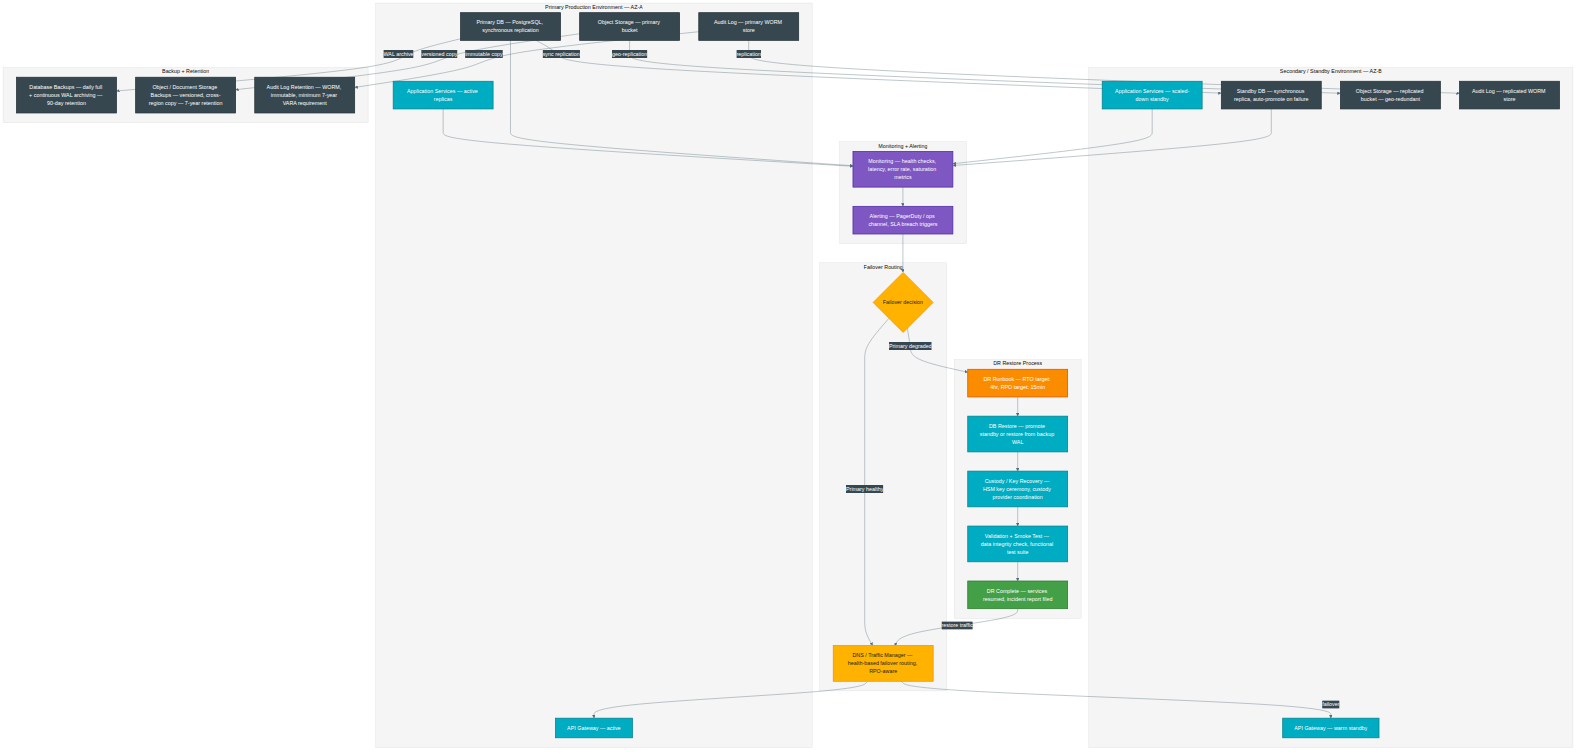 Primary Production Environment — AZ-A
Primary DB — PostgreSQL,
synchronous replication
Object Storage — primary
bucket
Audit Log — primary WORM
store
WAL archive
versioned copy
immutable copy
sync replication
geo-replication
replication
Backup + Retention
Database Backups — daily full
+ continuous WAL archiving —
90-day retention
Object / Document Storage
Backups — versioned, cross-
region copy — 7-year retention
Audit Log Retention — WORM,
immutable, minimum 7-year
VARA requirement
Application Services — active
replicas
Secondary / Standby Environment — AZ-B
Application Services — scaled-
down standby
Standby DB — synchronous
replica, auto-promote on failure
Object Storage — replicated
bucket — geo-redundant
Audit Log — replicated WORM
store
Monitoring + Alerting
Monitoring — health checks,
latency, error rate, saturation
metrics
Alerting — PagerDuty / ops
channel, SLA breach triggers
Failover Routing
Failover decision
Primary degraded
Primary healthy
DR Restore Process
DR Runbook — RTO target:
4hr, RPO target: 15min
DB Restore — promote
standby or restore from backup
WAL
Custody / Key Recovery —
HSM key ceremony, custody
provider coordination
Validation + Smoke Test —
data integrity check, functional
test suite
DR Complete — services
resumed, incident report filed
restore traffic
DNS / Traffic Manager —
health-based failover routing,
RPO-aware
failover
API Gateway — active
API Gateway — warm standby